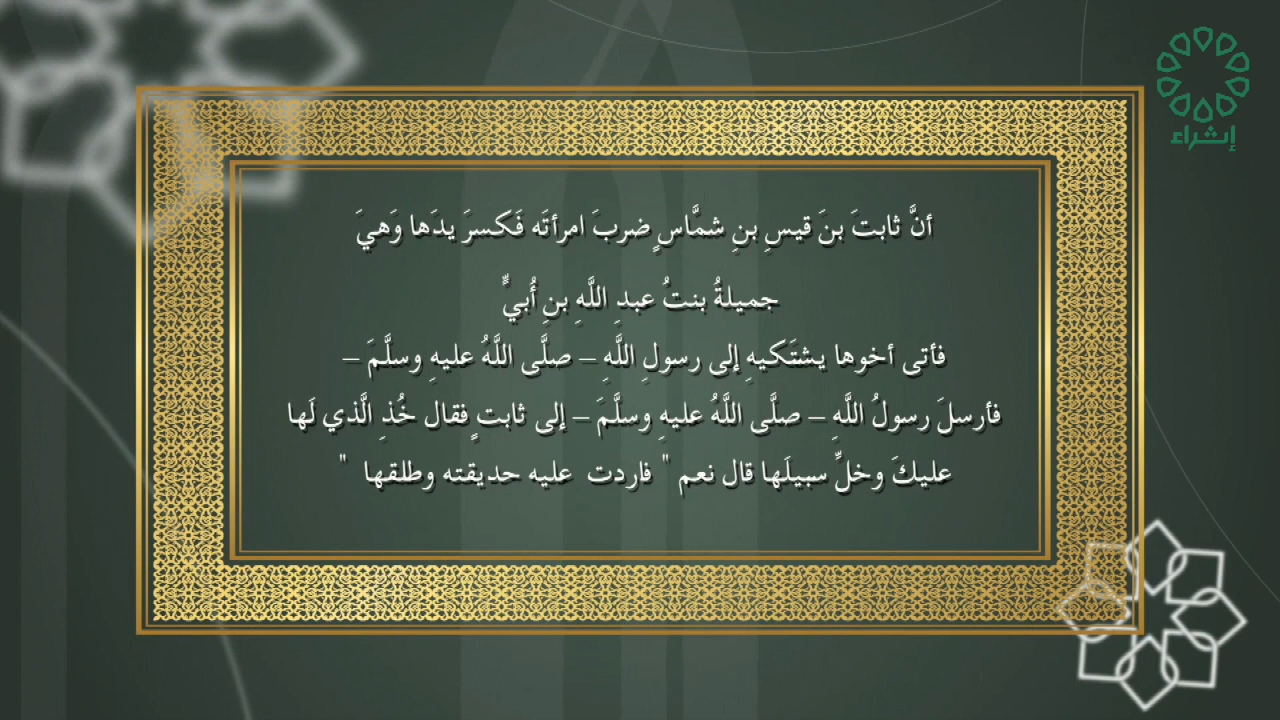 إشراء
أنَّ ثابتَ بنَ قيسِ بنِ شمَّاسٍ ضربَ امرأتَه فَكسرَ يدَها وَهيَ
جميلةُ بنتُ عبدِ اللَّهِ بنِ أُبيٍّ
فأتى أخوها يشتَكيهِ إلى رسولِ اللَّهِ – صلَّى اللَّهُ عليهِ وسلَّمَ –
فأرسلَ رسولُ اللَّهِ – صلَّى اللَّهُ عليهِ وسلَّمَ – إلى ثابتٍ فقال خُذِ الَّذي لَها
عليكَ وخلِّ سبيلَها قال نعم " فاردت عليه حديقته وطلقها "